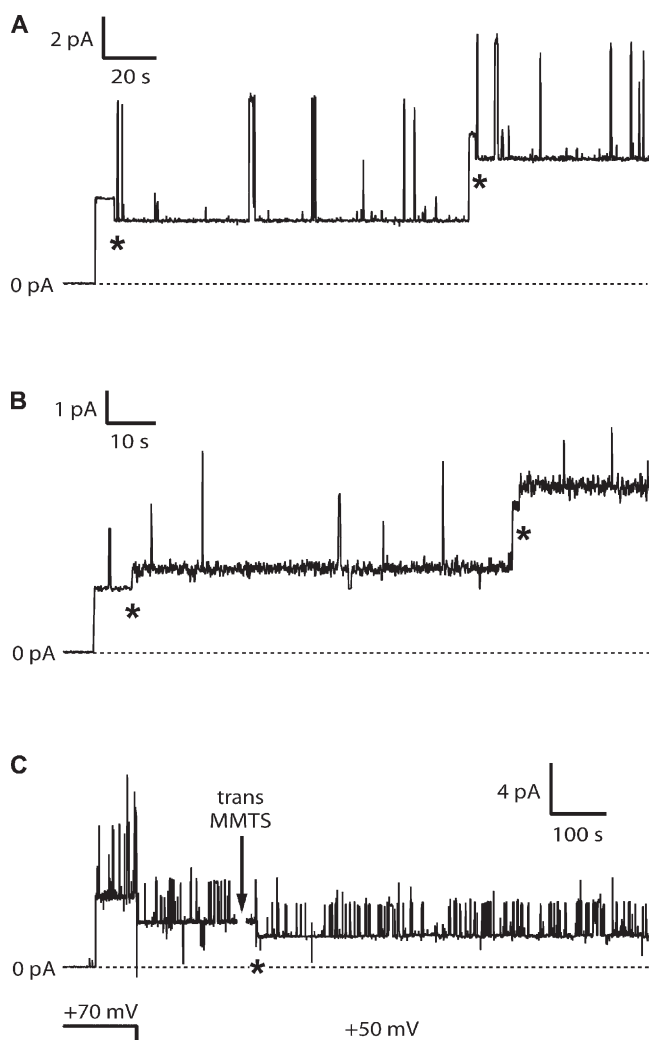 A
2 pA
20 s
*
*
0 pA
B
1 pA
10 s
*
*
0 pA
C
trans
MMTS
4 pA
100 s
0 pA
*
+70 mV
+50 mV